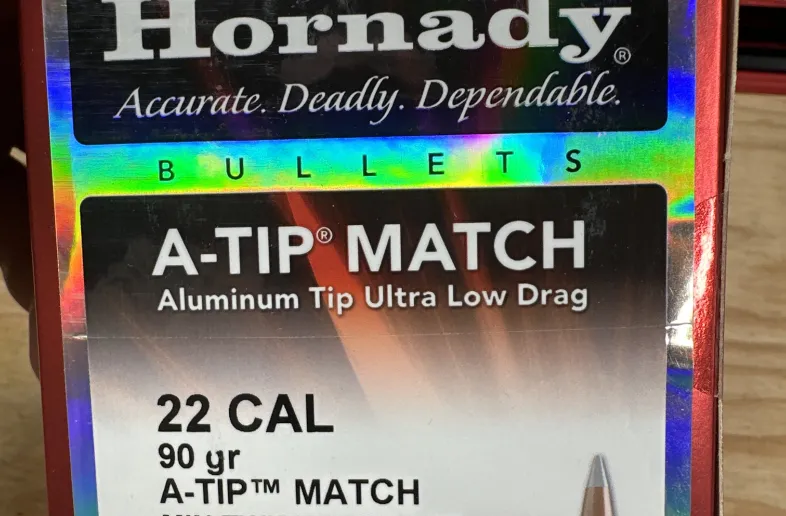 Hornady®
Accurate. Deadly. Dependable.
BULLETS
A-TIP® MATCH
Aluminum Tip Ultra Low Drag
22 CAL
90 gr
A-TIP™ MATCH